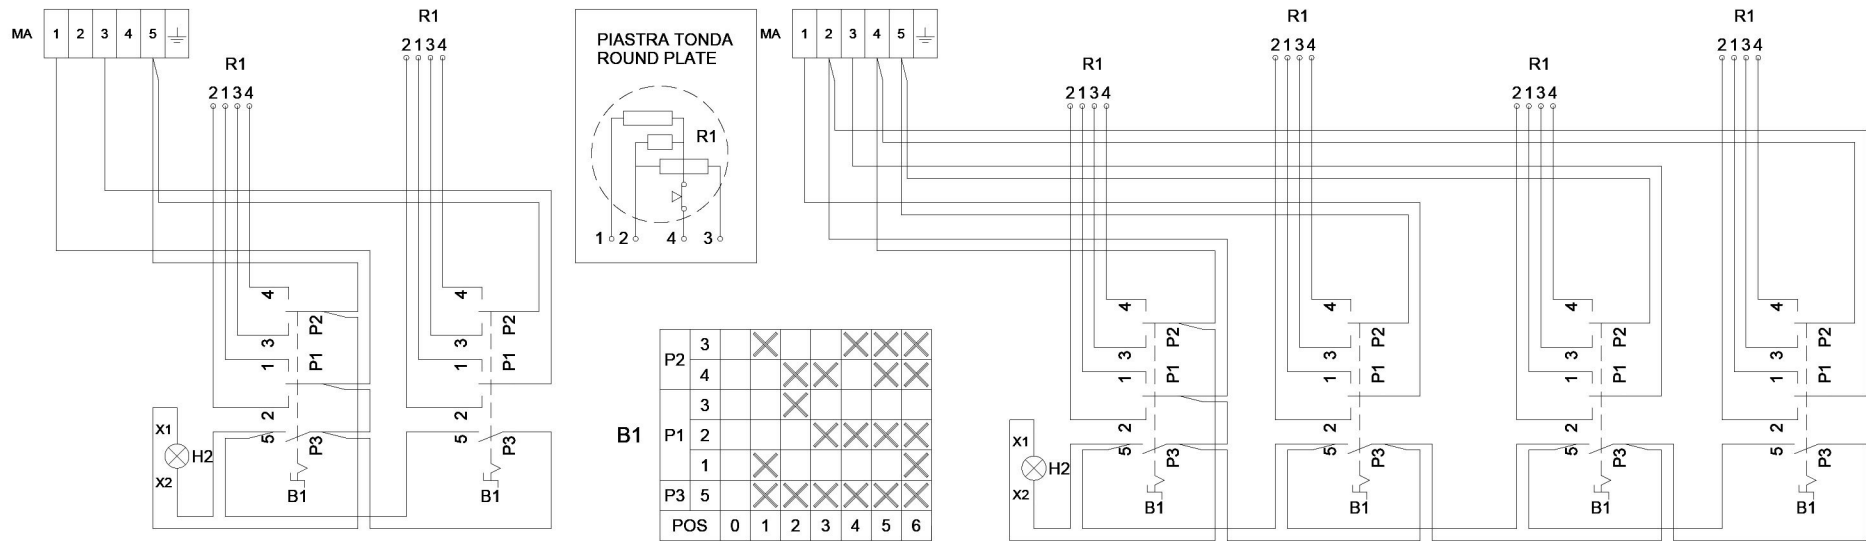 MA 1 2 3 4 5
R1
2134
R1
2134
4
3
P2
1
P1
2
5
P3
B1
4
3
P2
1
P1
2
5
P3
B1
X1
H2
X2
PIASTRA TONDA
ROUND PLATE
R1
1 2 4 3
B1
P2 3
4
P1 3
2
1
P3 5
POS 0 1 2 3 4 5 6
MA 1 2 3 4 5
R1
2134
R1
2134
R1
2134
R1
2134
4
P2
3
1
P1
2
5
P3
B1
4
P2
3
1
P1
2
5
P3
B1
4
P2
3
1
P1
2
5
P3
B1
4
P2
3
1
P1
2
5
P3
B1
X1
H2
X2